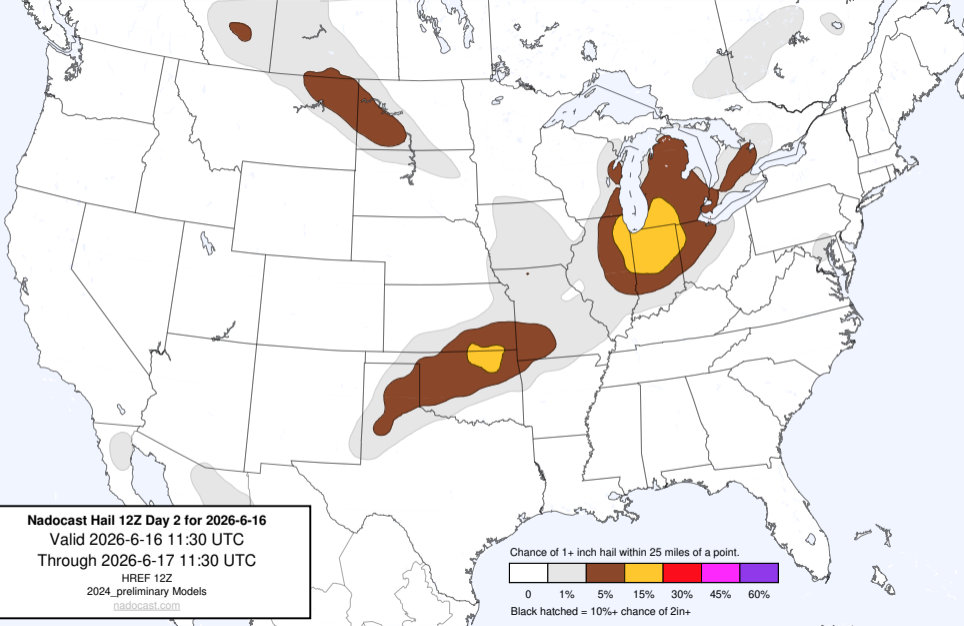 Nadocast Hail 12Z Day 2 for 2026-6-16
Valid 2026-6-16 11:30 UTC
Through 2026-6-17 11:30 UTC
HREF 12Z
2024_preliminary Models
nadocast.com
Chance of 1+ inch hail within 25 miles of a point.
0 1% 5% 15% 30% 45% 60%
Black hatched = 10%+ chance of 2in+